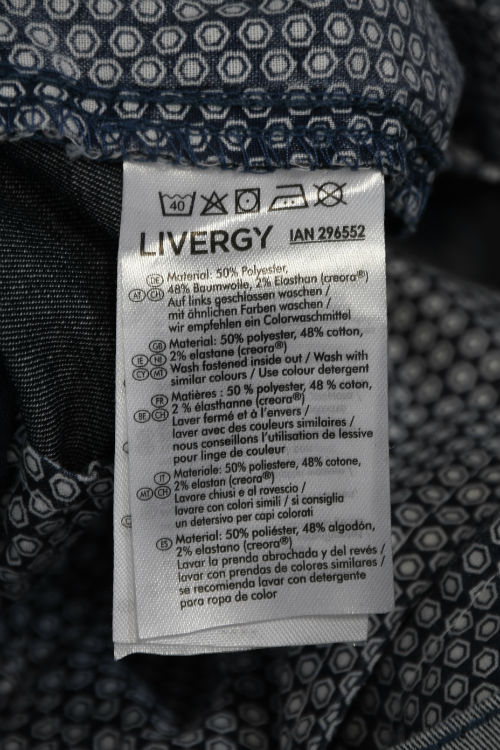 40
LIVERGY IAN 296552
DE Material: 50% Polyester,
AT CH 48% Baumwolle, 2% Elasthan (creora®)
Auf links geschlossen waschen /
mit ähnlichen Farben waschen /
wir empfehlen ein Colorwaschmittel
GB Material: 50% polyester, 48% cotton,
IE NI 2% elastane (creora®)
CY MT Wash fastened inside out / Wash with
similar colours / Use colour detergent
FR Matières : 50 % polyester, 48 % coton,
BE CH 2 % élasthanne (creora®)
Laver fermé et à l'envers /
laver avec des couleurs similaires /
nous conseillons l'utilisation de lessive
pour linge de couleur
IT Materiale: 50% poliestere, 48% cotone,
MT CH 2% elastan (creora®)
Lavare chiusi e al rovescio /
lavare con colori simili / si consiglia
un detersivo per capi colorati
ES Material: 50% poliéster, 48% algodón,
2% elastano (creora®)
Lavar la prenda abrochada y del revés /
lavar con prendas de colores similares /
se recomienda lavar con detergente
para ropa de color